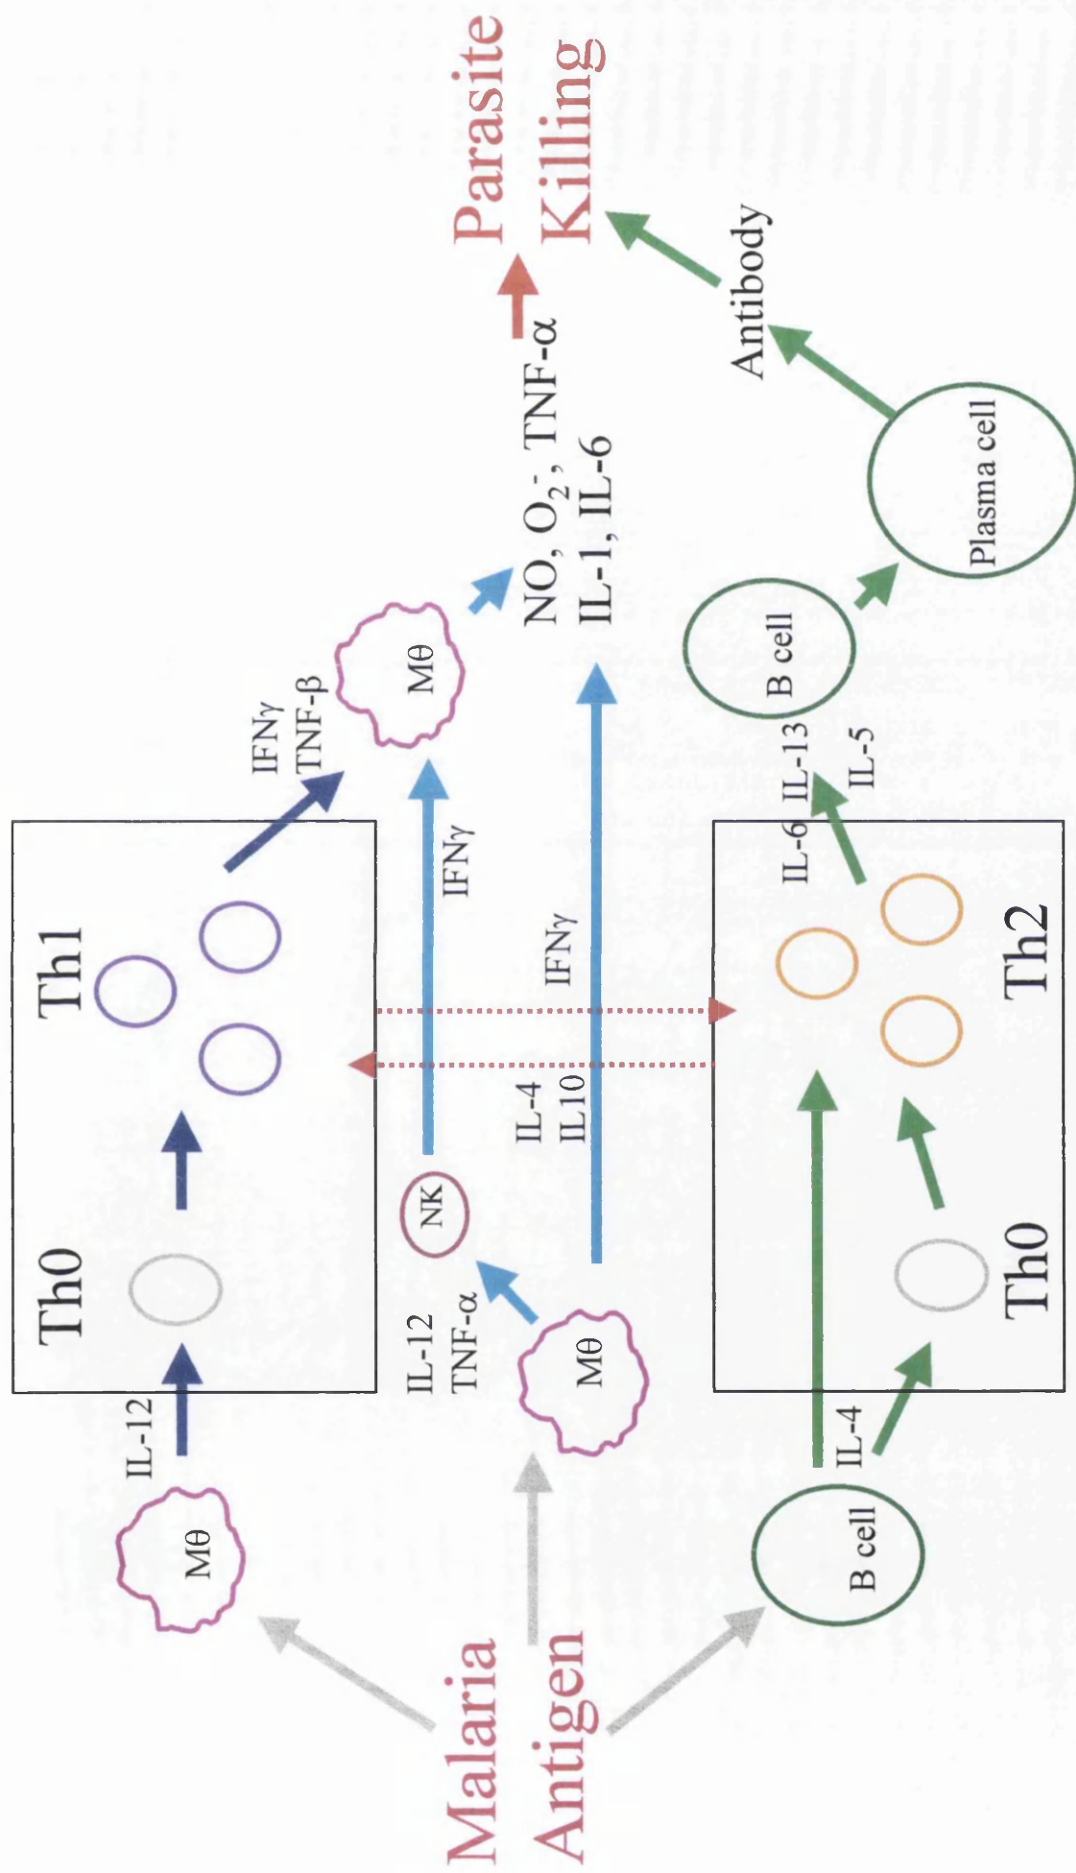 Malaria
Antigen
Mθ
IL-12
Th0
Th1
IFNγ
TNF-β
Mθ
IL-12
TNF-α
NK
IFNγ
Mθ
IL-4
IL10
IFNγ
NO, O₂⁻, TNF-α
IL-1, IL-6
Parasite
Killing
B cell
IL-4
Th0
Th2
IL-6 IL-13
IL-5
B cell
Plasma cell
Antibody